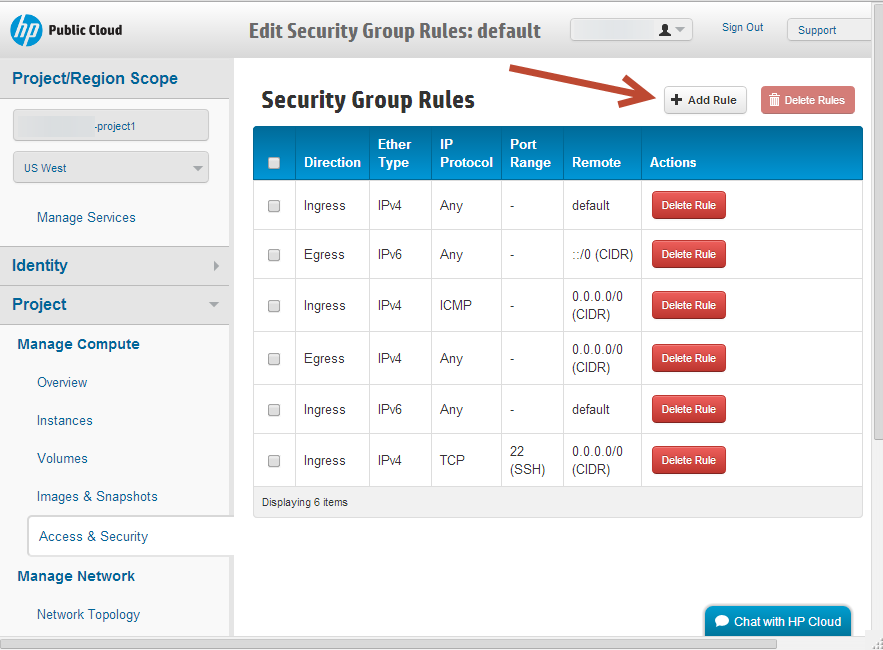 hp Public Cloud
Edit Security Group Rules: default
Sign Out
Support
Project/Region Scope
-project1
US West
Manage Services
Identity
Project
Manage Compute
Overview
Instances
Volumes
Images & Snapshots
Access & Security
Manage Network
Network Topology
Security Group Rules
Add Rule
Delete Rules
Direction Ether Type IP Protocol Port Range Remote Actions
Ingress IPv4 Any - default Delete Rule
Egress IPv6 Any - ::/0 (CIDR) Delete Rule
Ingress IPv4 ICMP - 0.0.0.0/0 (CIDR) Delete Rule
Egress IPv4 Any - 0.0.0.0/0 (CIDR) Delete Rule
Ingress IPv6 Any - default Delete Rule
Ingress IPv4 TCP 22 (SSH) 0.0.0.0/0 (CIDR) Delete Rule
Displaying 6 items
Chat with HP Cloud